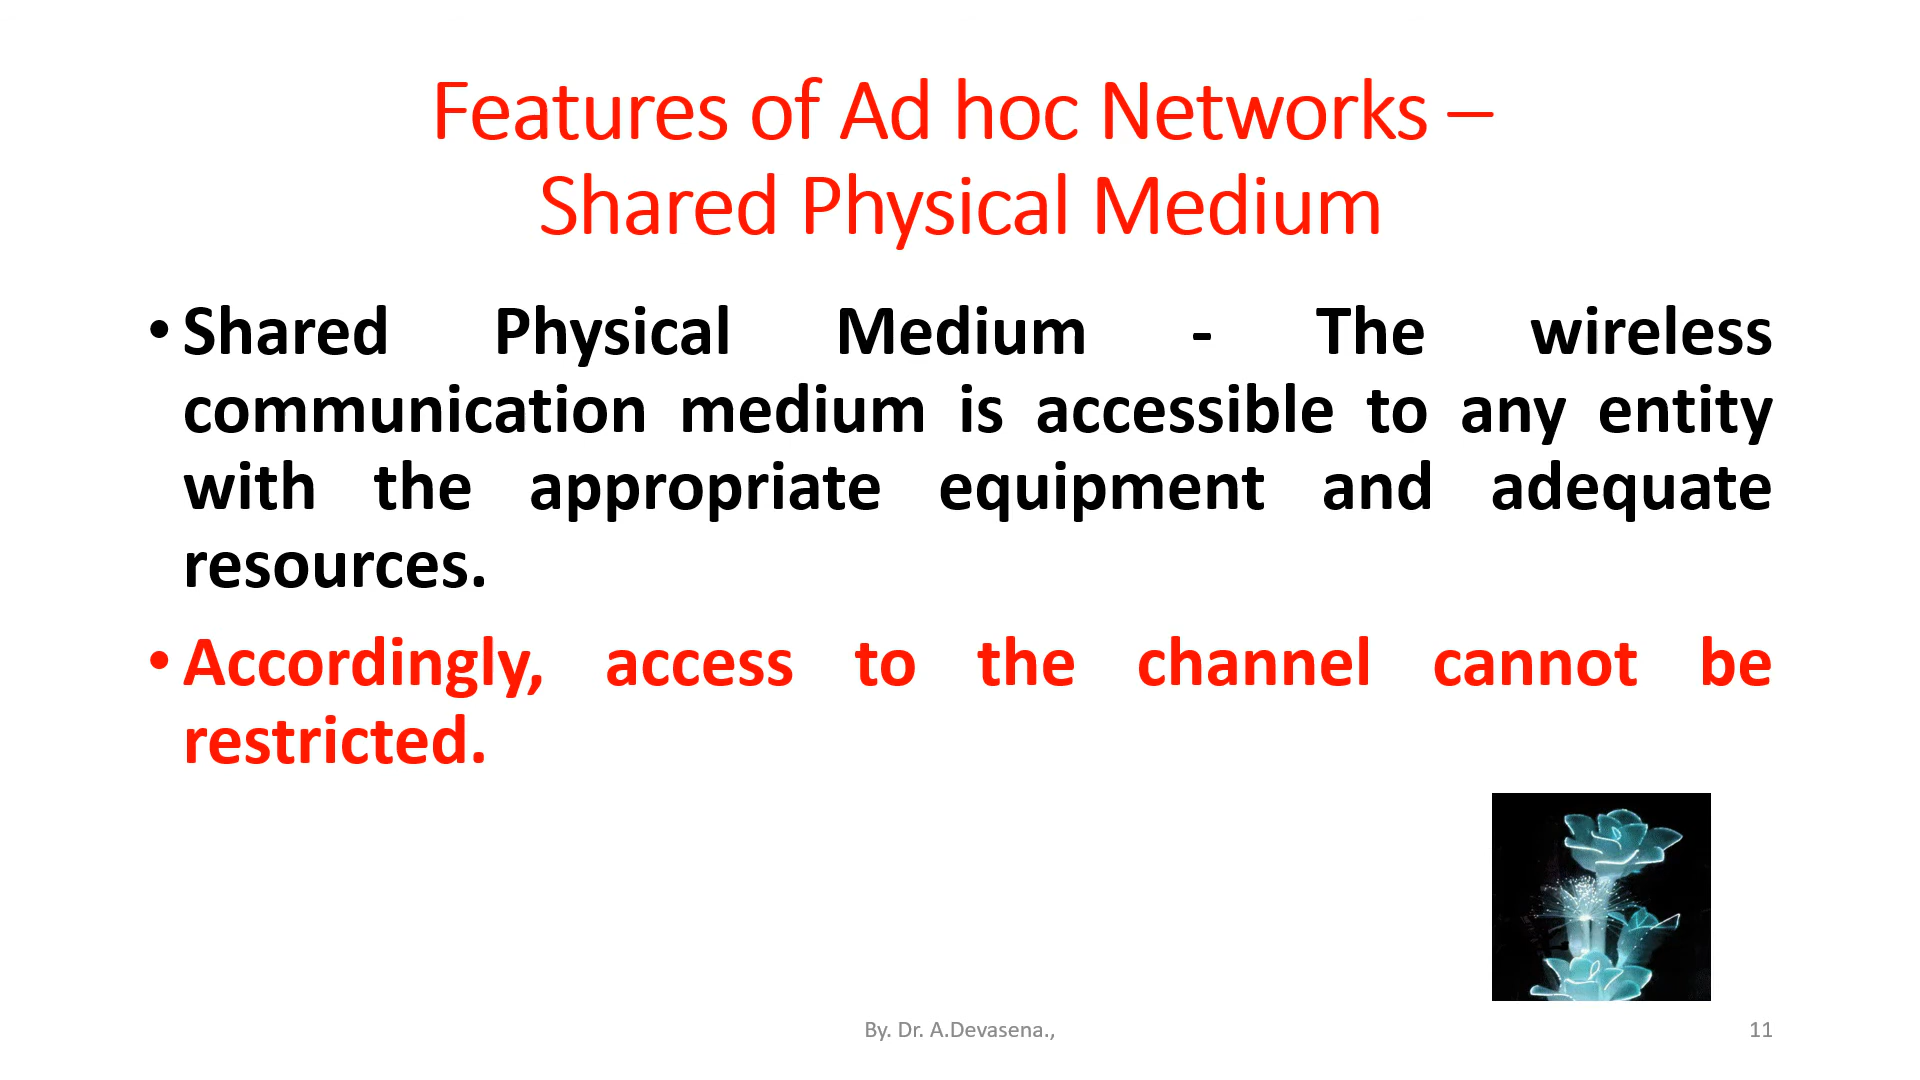 Features of Ad hoc Networks –
Shared Physical Medium
• Shared Physical Medium - The wireless
communication medium is accessible to any entity
with the appropriate equipment and adequate
resources.
• Accordingly, access to the channel cannot be
restricted.
By. Dr. A.Devasena.,
11